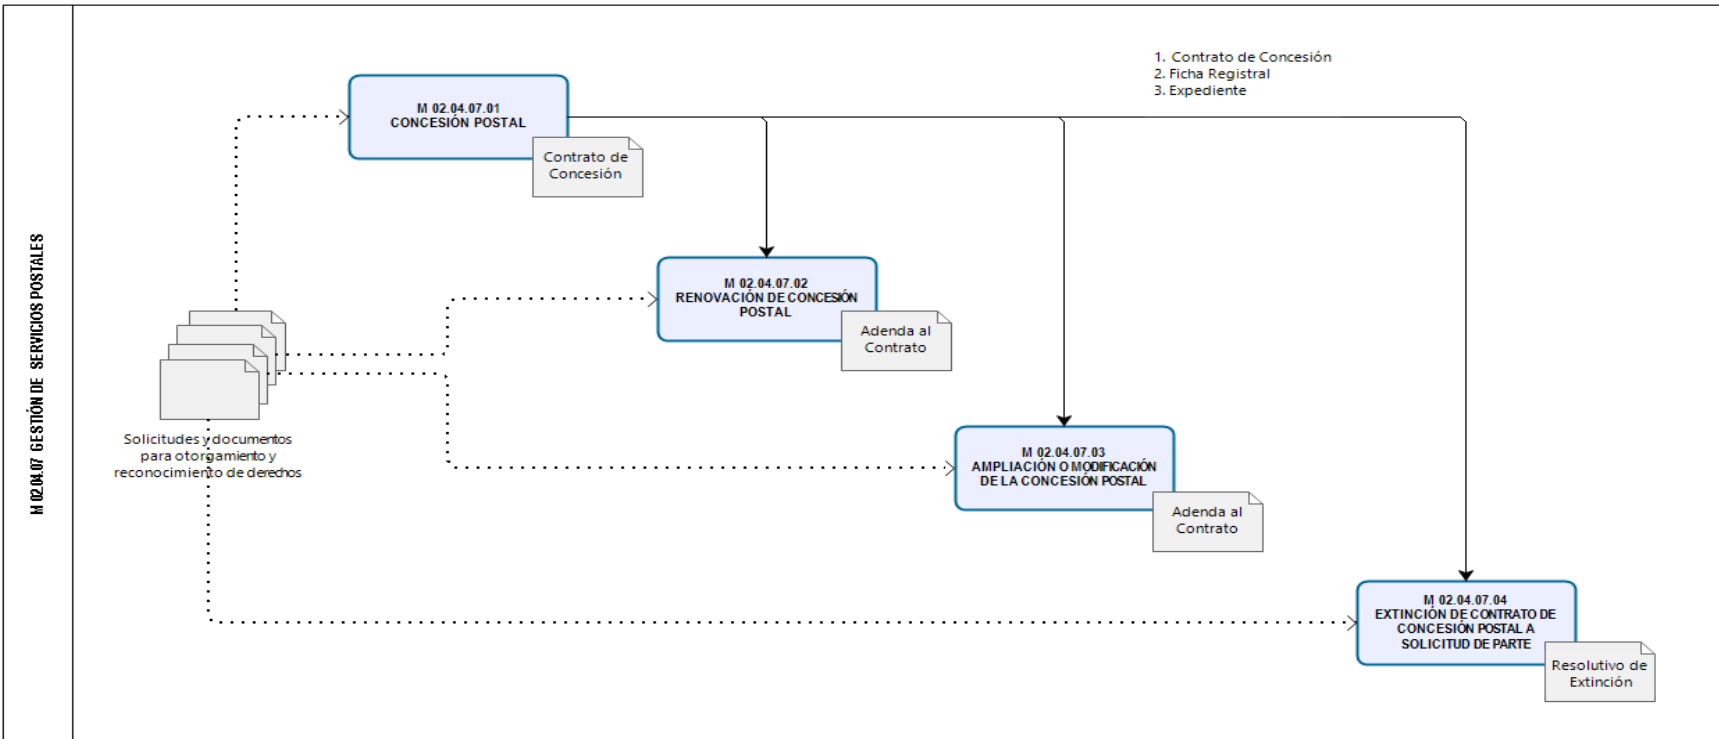 M 02.04.07 GESTIÓN DE SERVICIOS POSTALES
1. Contrato de Concesión
2. Ficha Registral
3. Expediente
M 02.04.07.01
CONCESIÓN POSTAL
Contrato de
Concesión
M 02.04.07.02
RENOVACIÓN DE CONCESIÓN
POSTAL
Adenda al
Contrato
Solicitudes y documentos
para otorgamiento y
reconocimiento de derechos
M 02.04.07.03
AMPLIACIÓN O MODIFICACIÓN
DE LA CONCESIÓN POSTAL
Adenda al
Contrato
M 02.04.07.04
EXTINCIÓN DE CONTRATO DE
CONCESIÓN POSTAL A
SOLICITUD DE PARTE
Resolutivo de
Extinción